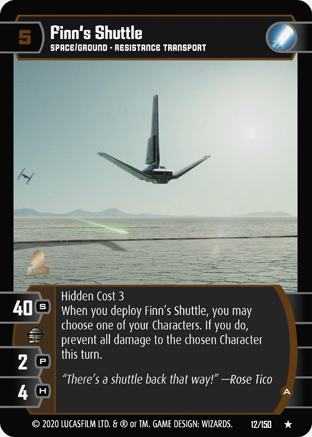 5
Finn's Shuttle
SPACE/GROUND - RESISTANCE TRANSPORT
40 S
2 P
4 H
Hidden Cost 3
When you deploy Finn's Shuttle, you may
choose one of your Characters. If you do,
prevent all damage to the chosen Character
this turn.
"There's a shuttle back that way!" —Rose Tico
A
© 2020 LUCASFILM LTD. & ® or TM. GAME DESIGN: WIZARDS.
12/150 ★